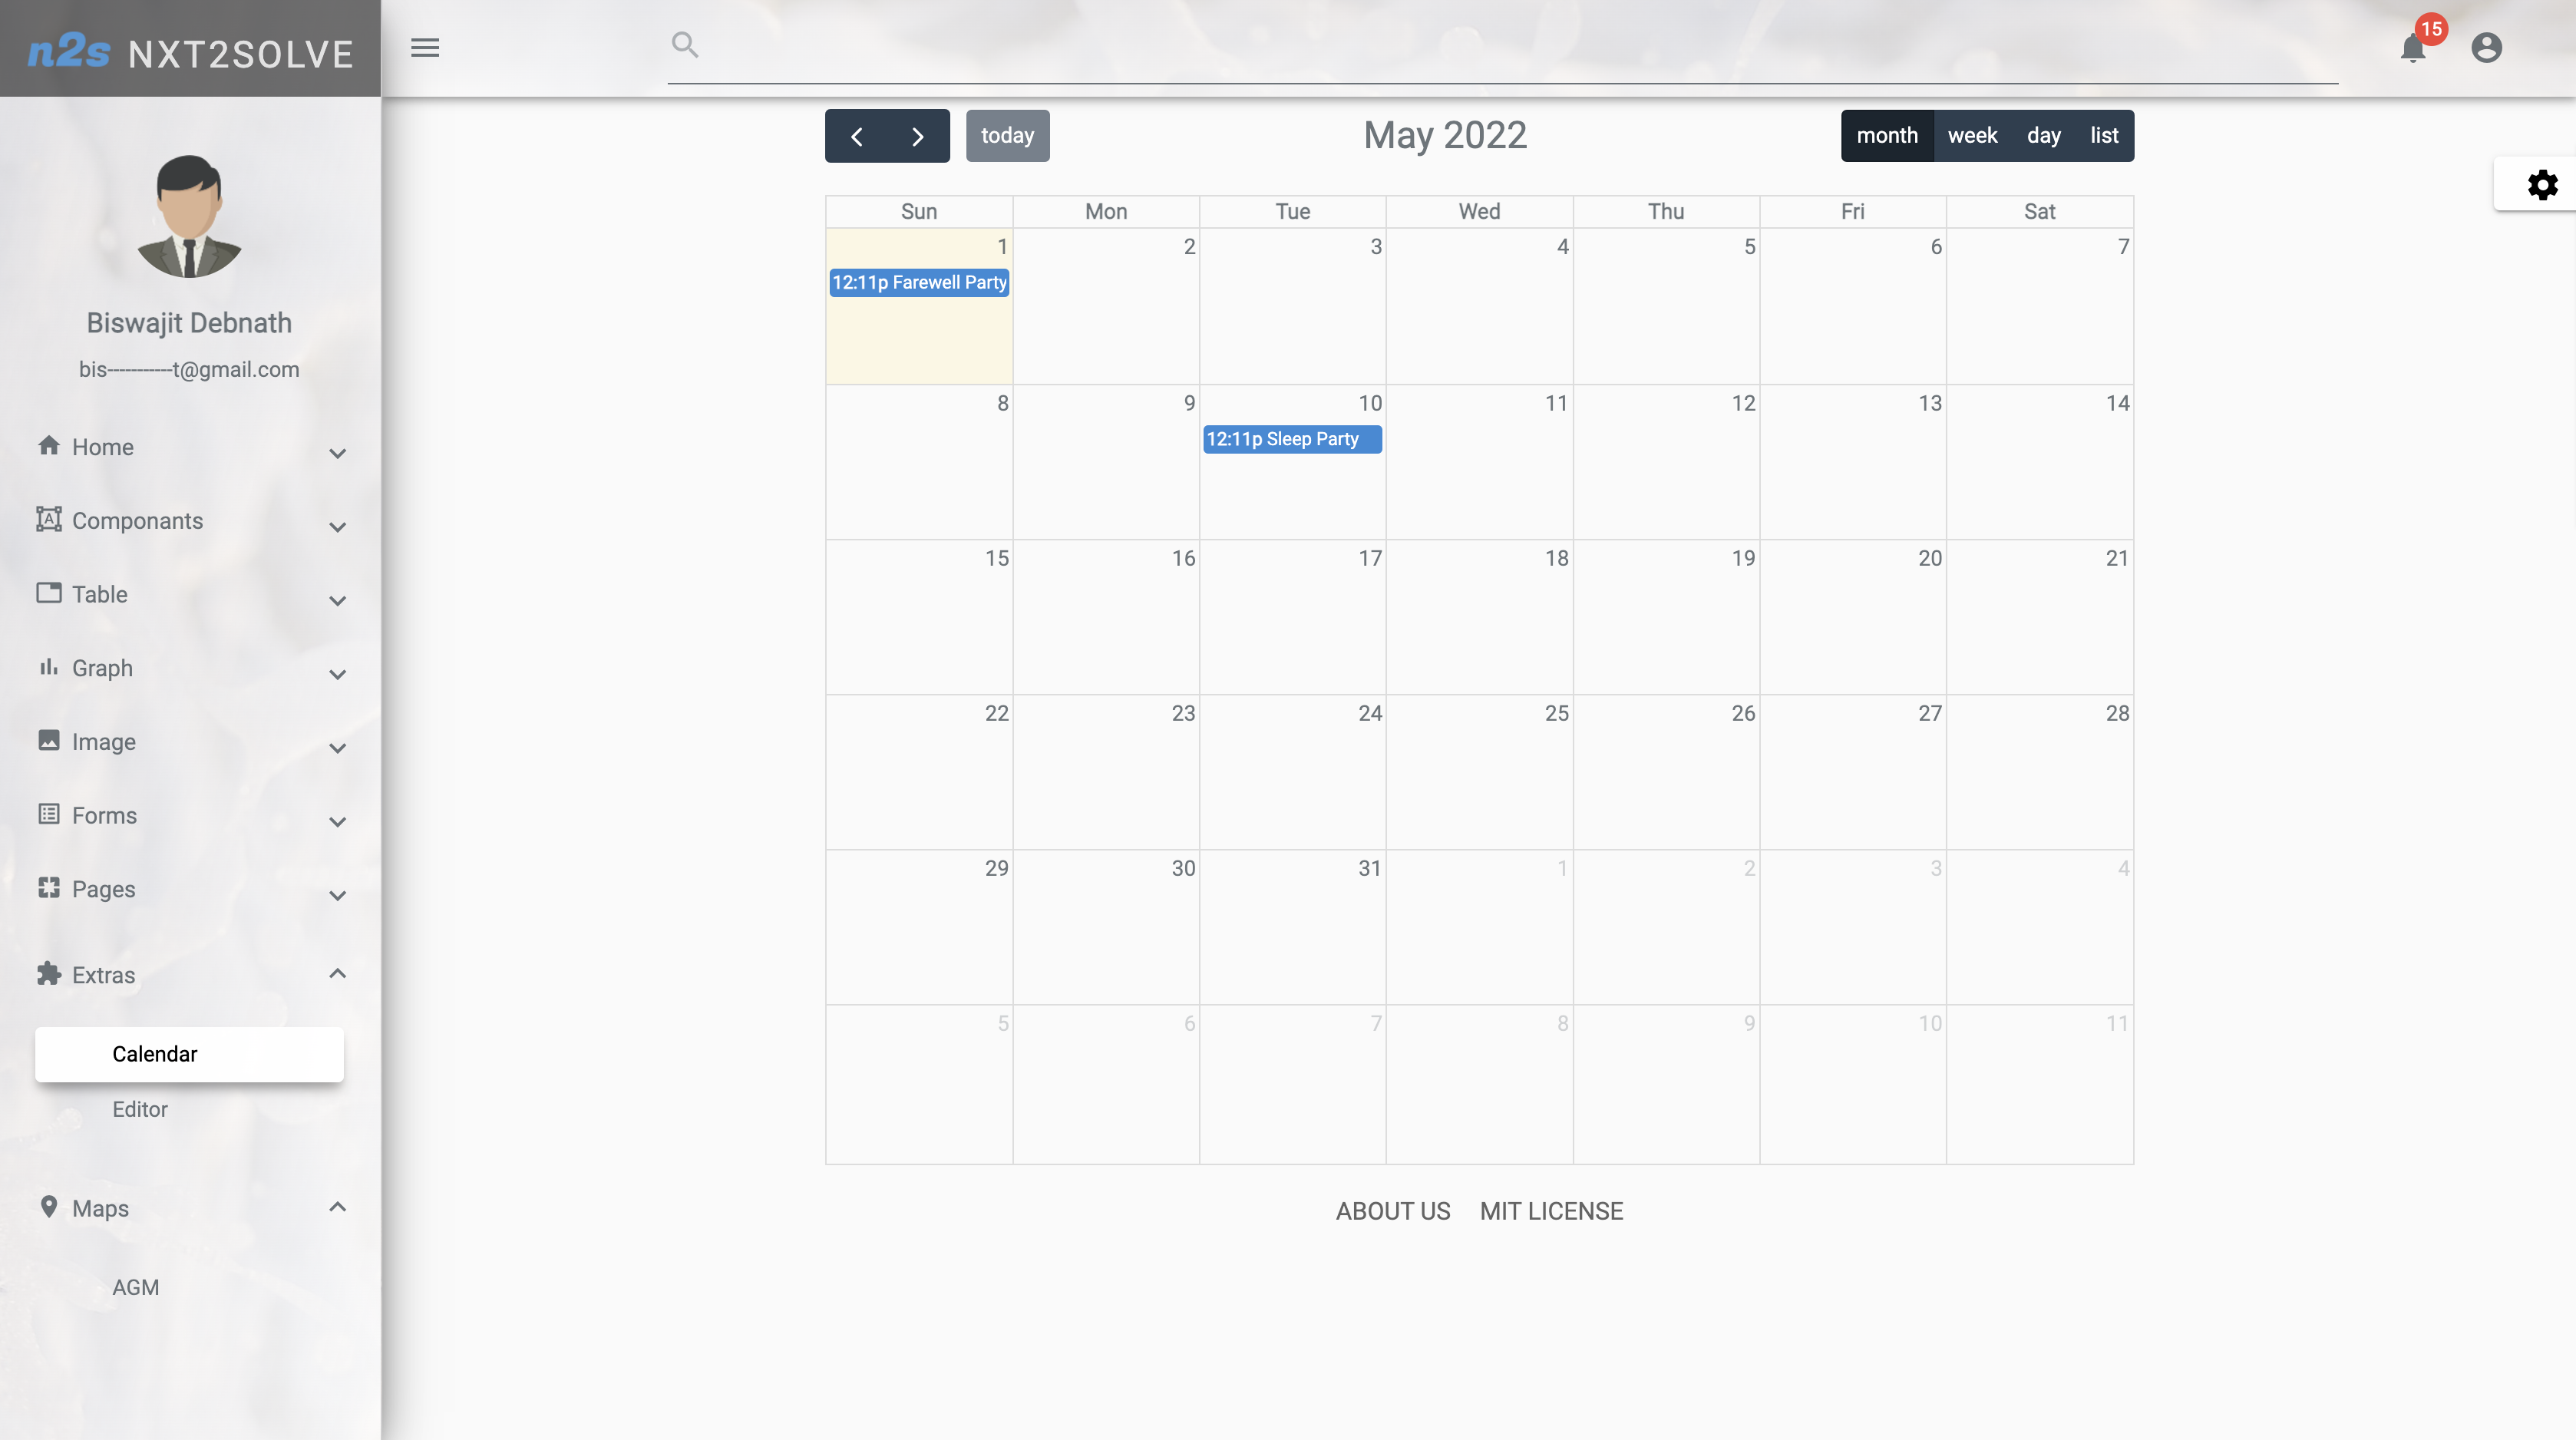 n2s NXT2SOLVE
15
Biswajit Debnath
bis-----------t@gmail.com
Home
Componants
Table
Graph
Image
Forms
Pages
Extras
Calendar
Editor
Maps
AGM
today
May 2022
month week day list
Sun Mon Tue Wed Thu Fri Sat
1 2 3 4 5 6 7
12:11p Farewell Party
8 9 10 11 12 13 14
12:11p Sleep Party
15 16 17 18 19 20 21
22 23 24 25 26 27 28
29 30 31 1 2 3 4
5 6 7 8 9 10 11
ABOUT US MIT LICENSE